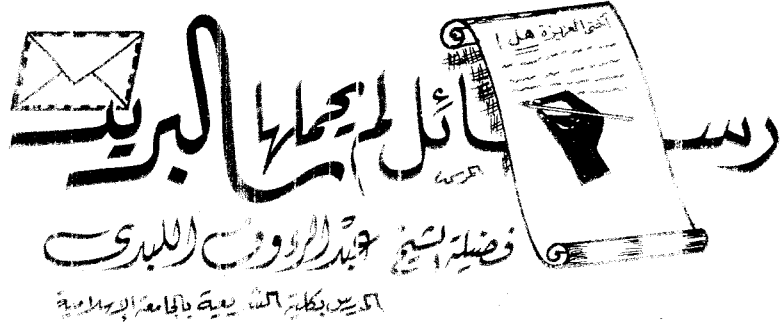 أختي العزيزة هل !
رسائل لم يحملها البريد
فضيلة الشيخ عبد الرؤوف اللبدي
المدرس بكلية الشريعة بالجامعة الإسلامية